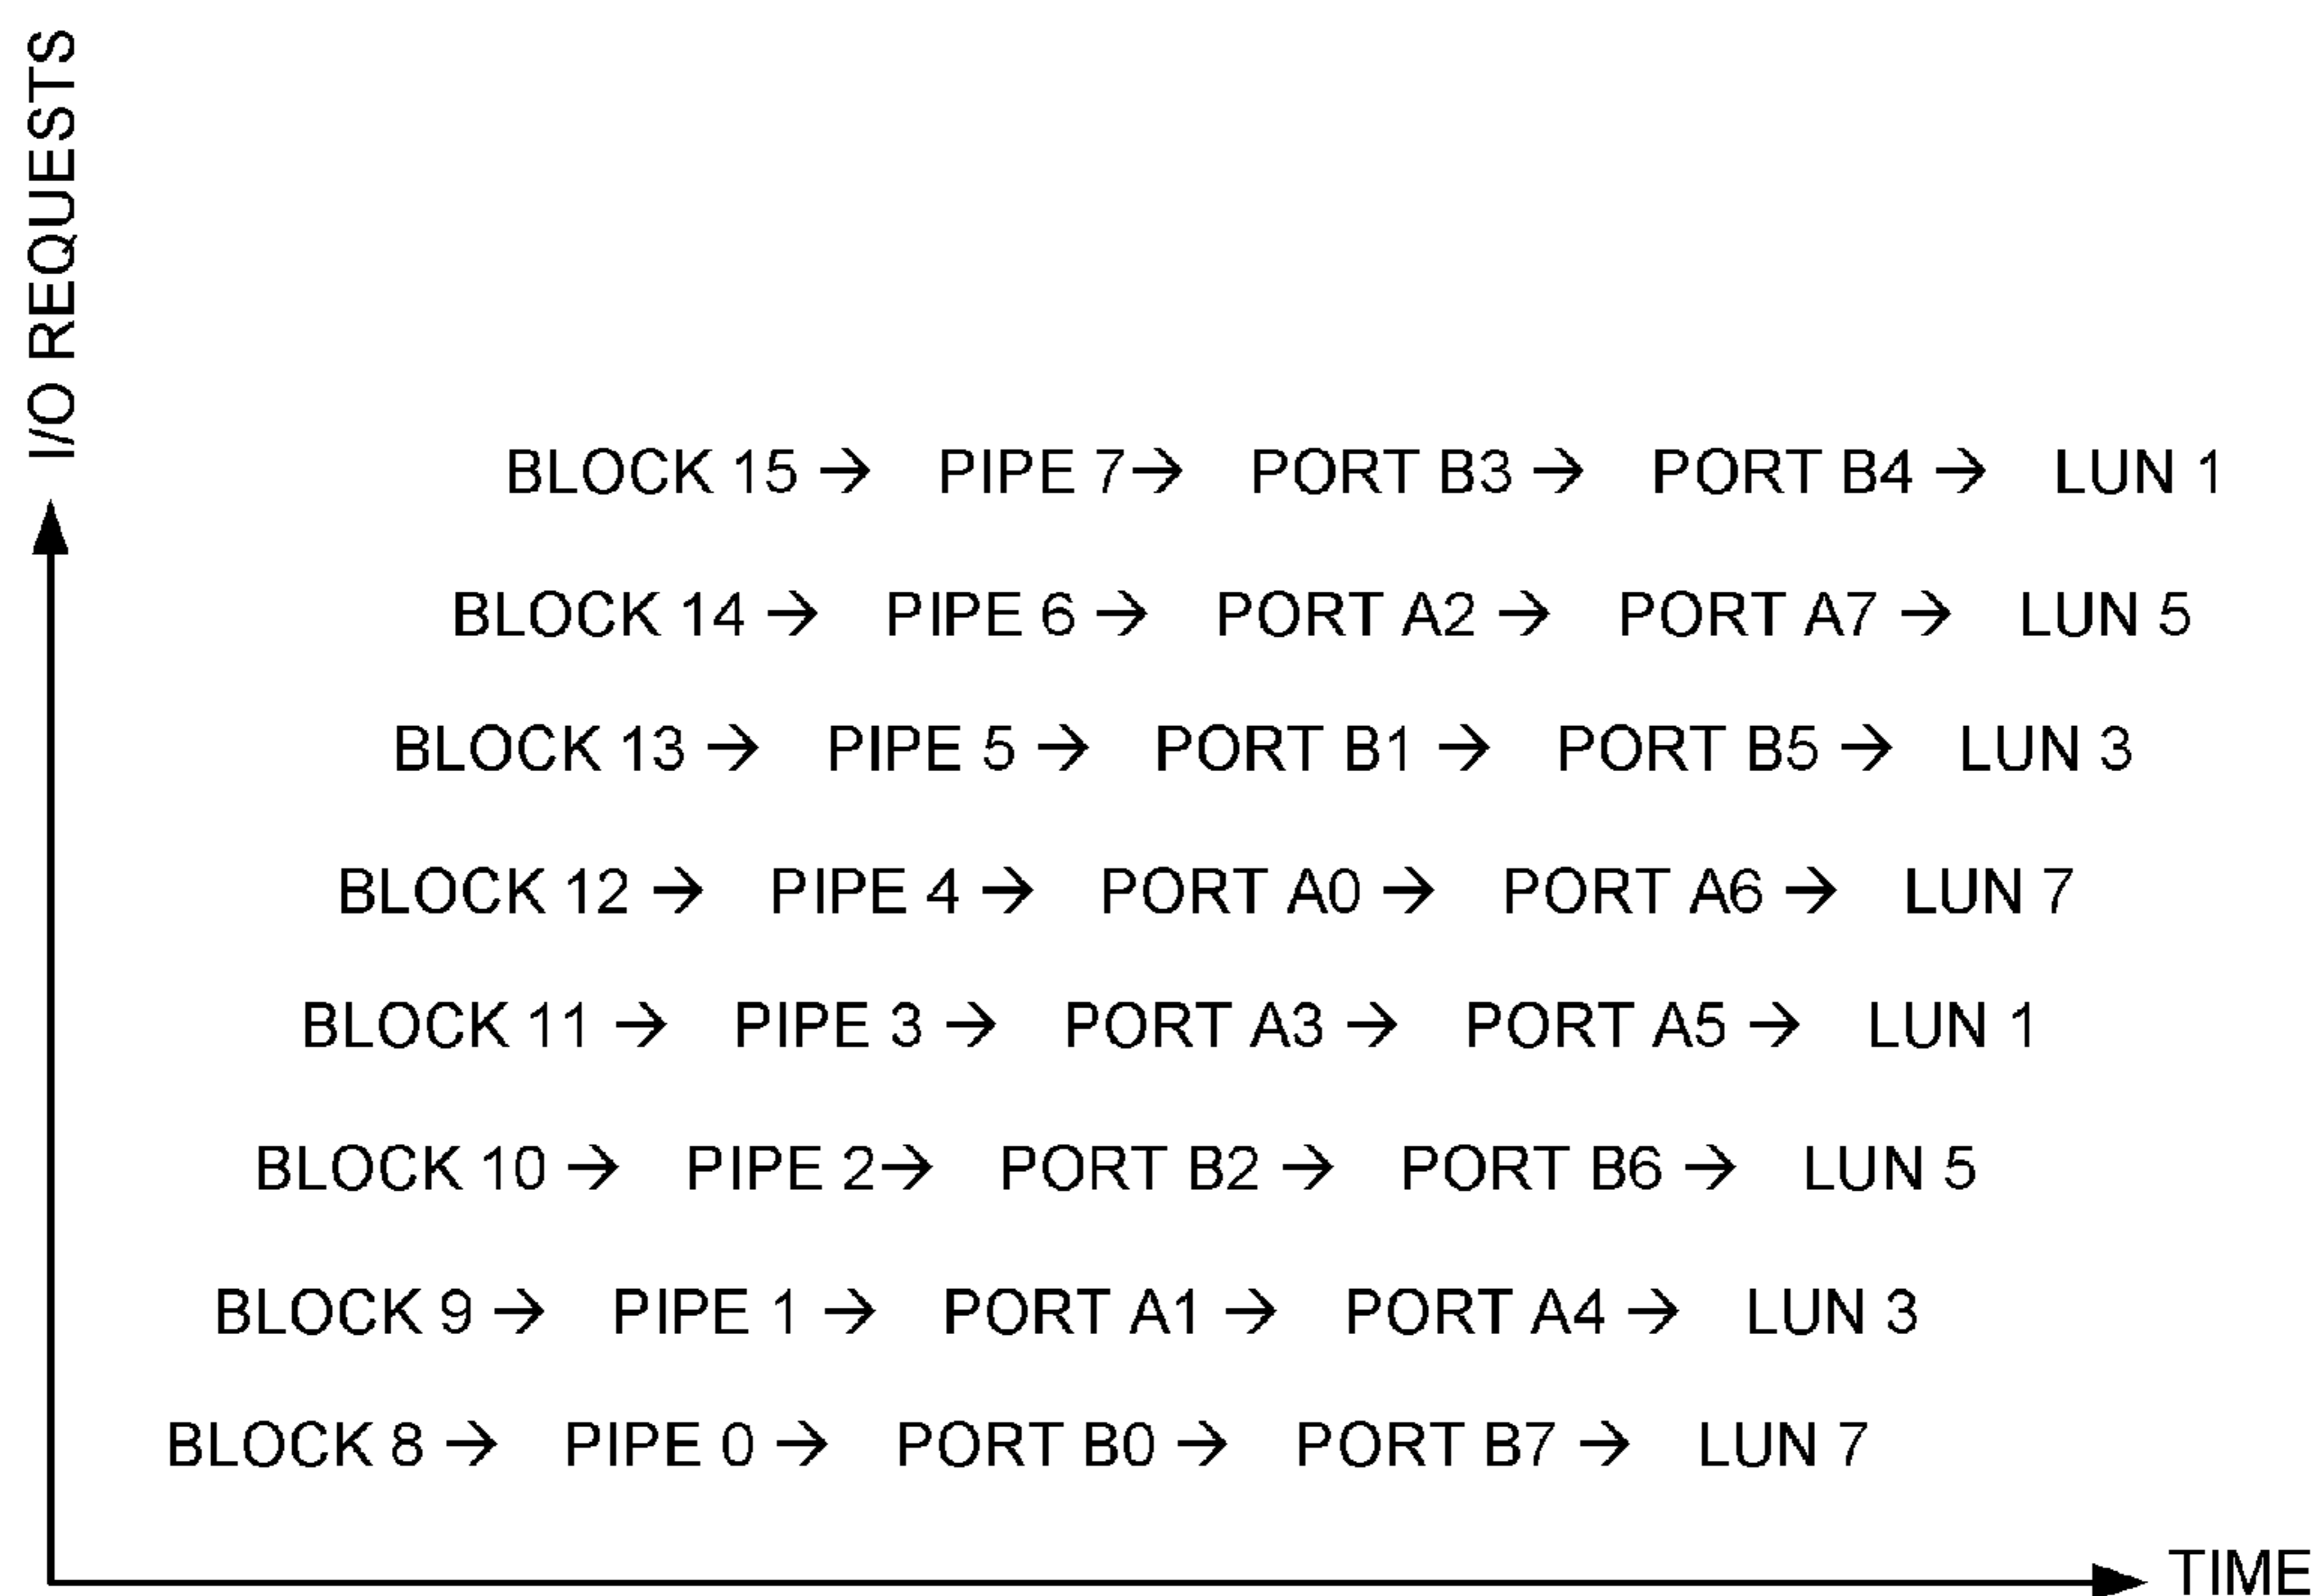 I/O REQUESTS
BLOCK 15 → PIPE 7→ PORT B3 → PORT B4 → LUN 1
BLOCK 14 → PIPE 6 → PORT A2 → PORT A7 → LUN 5
BLOCK 13 → PIPE 5 → PORT B1 → PORT B5 → LUN 3
BLOCK 12 → PIPE 4 → PORT A0 → PORT A6 → LUN 7
BLOCK 11 → PIPE 3 → PORT A3 → PORT A5 → LUN 1
BLOCK 10 → PIPE 2→ PORT B2 → PORT B6 → LUN 5
BLOCK 9 → PIPE 1 → PORT A1 → PORT A4 → LUN 3
BLOCK 8 → PIPE 0 → PORT B0 → PORT B7 → LUN 7
TIME